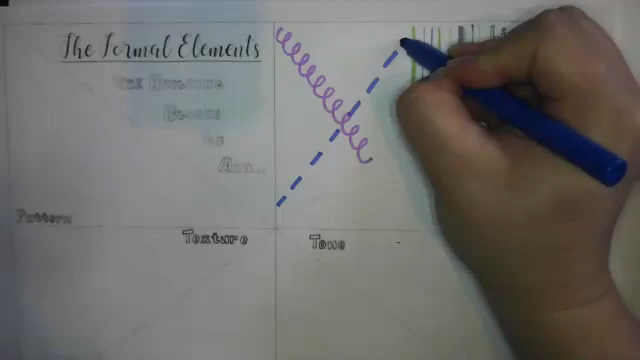 The Formal Elements
The Building
Blocks
of
Art...
Pattern
Texture
Tone